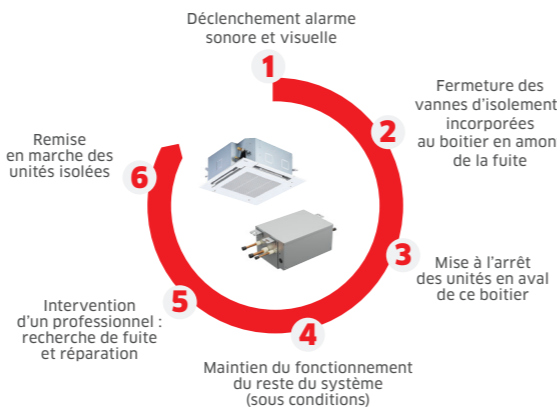 Déclenchement alarme
sonore et visuelle
1
Fermeture des
vannes d'isolement
incorporées
au boitier en amon
de la fuite
2
Mise à l'arrêt
des unités en aval
de ce boitier
3
Maintien du fonctionnement
du reste du système
(sous conditions)
4
Intervention
d'un professionnel :
recherche de fuite
et réparation
5
Remise
en marche des
unités isolées
6